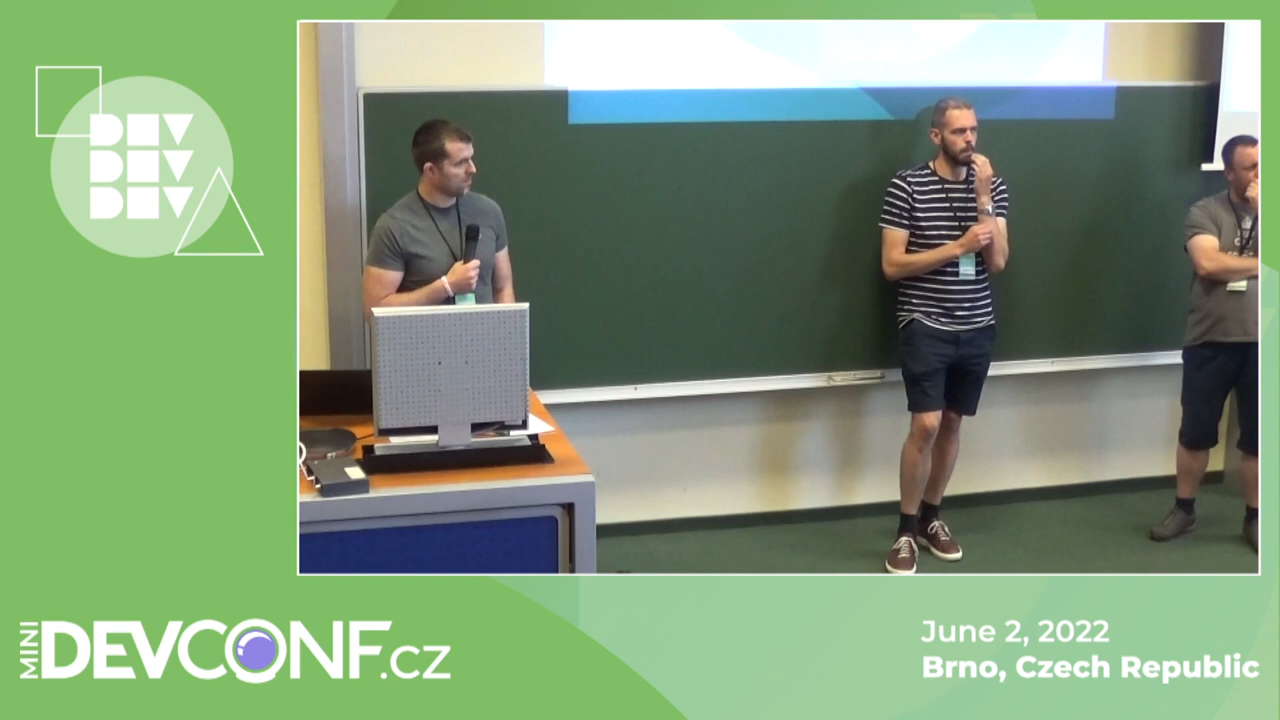 DEV
DEV
DEV
MINI DEVCONF.CZ
June 2, 2022
Brno, Czech Republic